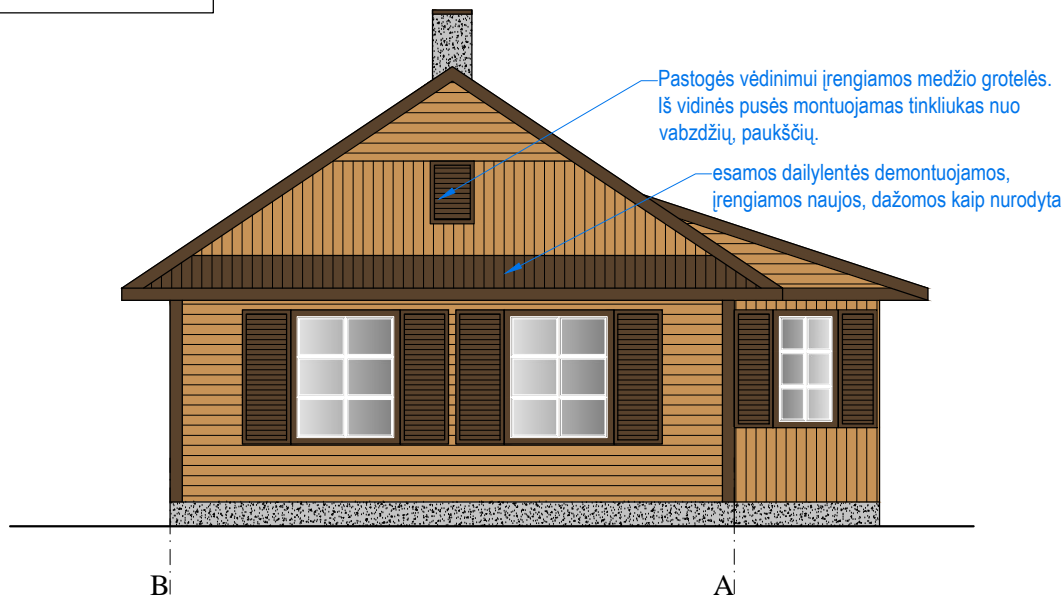 Pastogės vėdinimui įrengiamos medžio grotelės.
Iš vidinės pusės montuojamas tinkliukas nuo
vabzdžių, paukščių.
esamos dailylentės demontuojamos,
įrengiamos naujos, dažomos kaip nurodyta
B
A